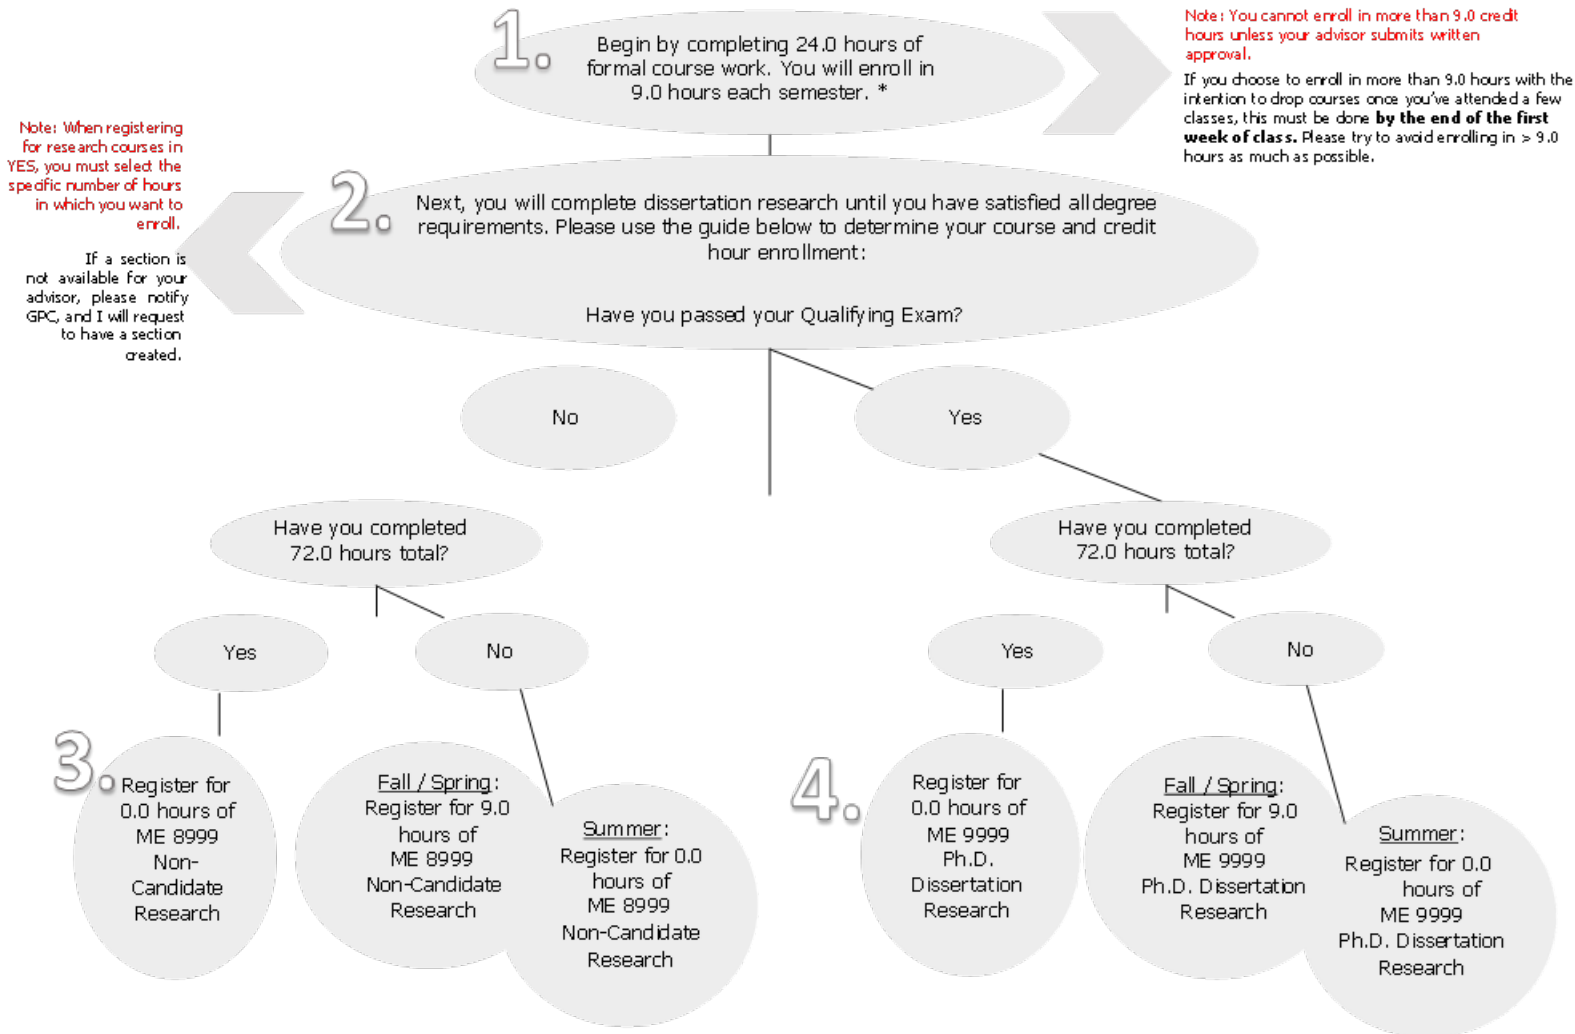 1.
Begin by completing 24.0 hours of
formal course work. You will enroll in
9.0 hours each semester. *
Note: You cannot enroll in more than 9.0 credit
hours unless your advisor submits written
approval.
If you choose to enroll in more than 9.0 hours with the
intention to drop courses once you've attended a few
classes, this must be done by the end of the first
week of class. Please try to avoid enrolling in > 9.0
hours as much as possible.
Note: When registering
for research courses in
YES, you must select the
specific number of hours
in which you want to
enroll.
If a section is
not available for your
advisor, please notify
GPC, and I will request
to have a section
created.
2.
Next, you will complete dissertation research until you have satisfied all degree
requirements. Please use the guide below to determine your course and credit
hour enrollment:
Have you passed your Qualifying Exam?
No
Yes
Have you completed
72.0 hours total?
Have you completed
72.0 hours total?
Yes
No
Yes
No
3.
Register for
0.0 hours of
ME 8999
Non-
Candidate
Research
Fall / Spring:
Register for 9.0
hours of
ME 8999
Non-Candidate
Research
Summer:
Register for 0.0
hours of
ME 8999
Non-Candidate
Research
4.
Register for
0.0 hours of
ME 9999
Ph.D.
Dissertation
Research
Fall / Spring:
Register for 9.0
hours of
ME 9999
Ph.D. Dissertation
Research
Summer:
Register for 0.0
hours of
ME 9999
Ph.D. Dissertation
Research